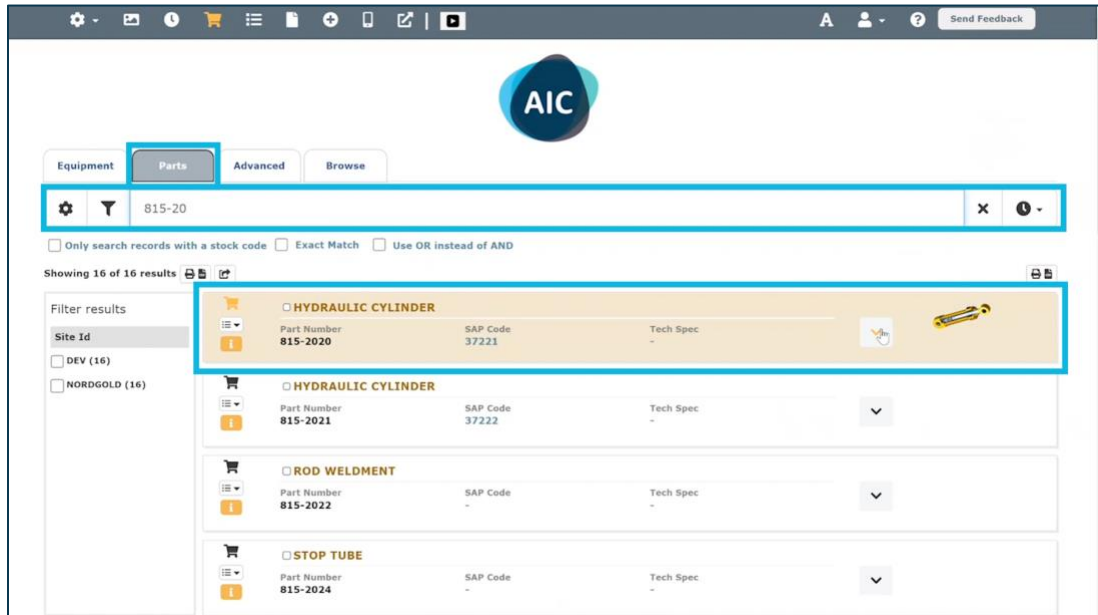 A
Send Feedback
AIC
Equipment Parts Advanced Browse
815-20
Only search records with a stock code Exact Match Use OR instead of AND
Showing 16 of 16 results
Filter results
Site Id
DEV (16)
NORDGOLD (16)
HYDRAULIC CYLINDER
Part Number SAP Code Tech Spec
815-2020 37221 -
HYDRAULIC CYLINDER
Part Number SAP Code Tech Spec
815-2021 37222 -
ROD WELDMENT
Part Number SAP Code Tech Spec
815-2022 - -
STOP TUBE
Part Number SAP Code Tech Spec
815-2024 - -